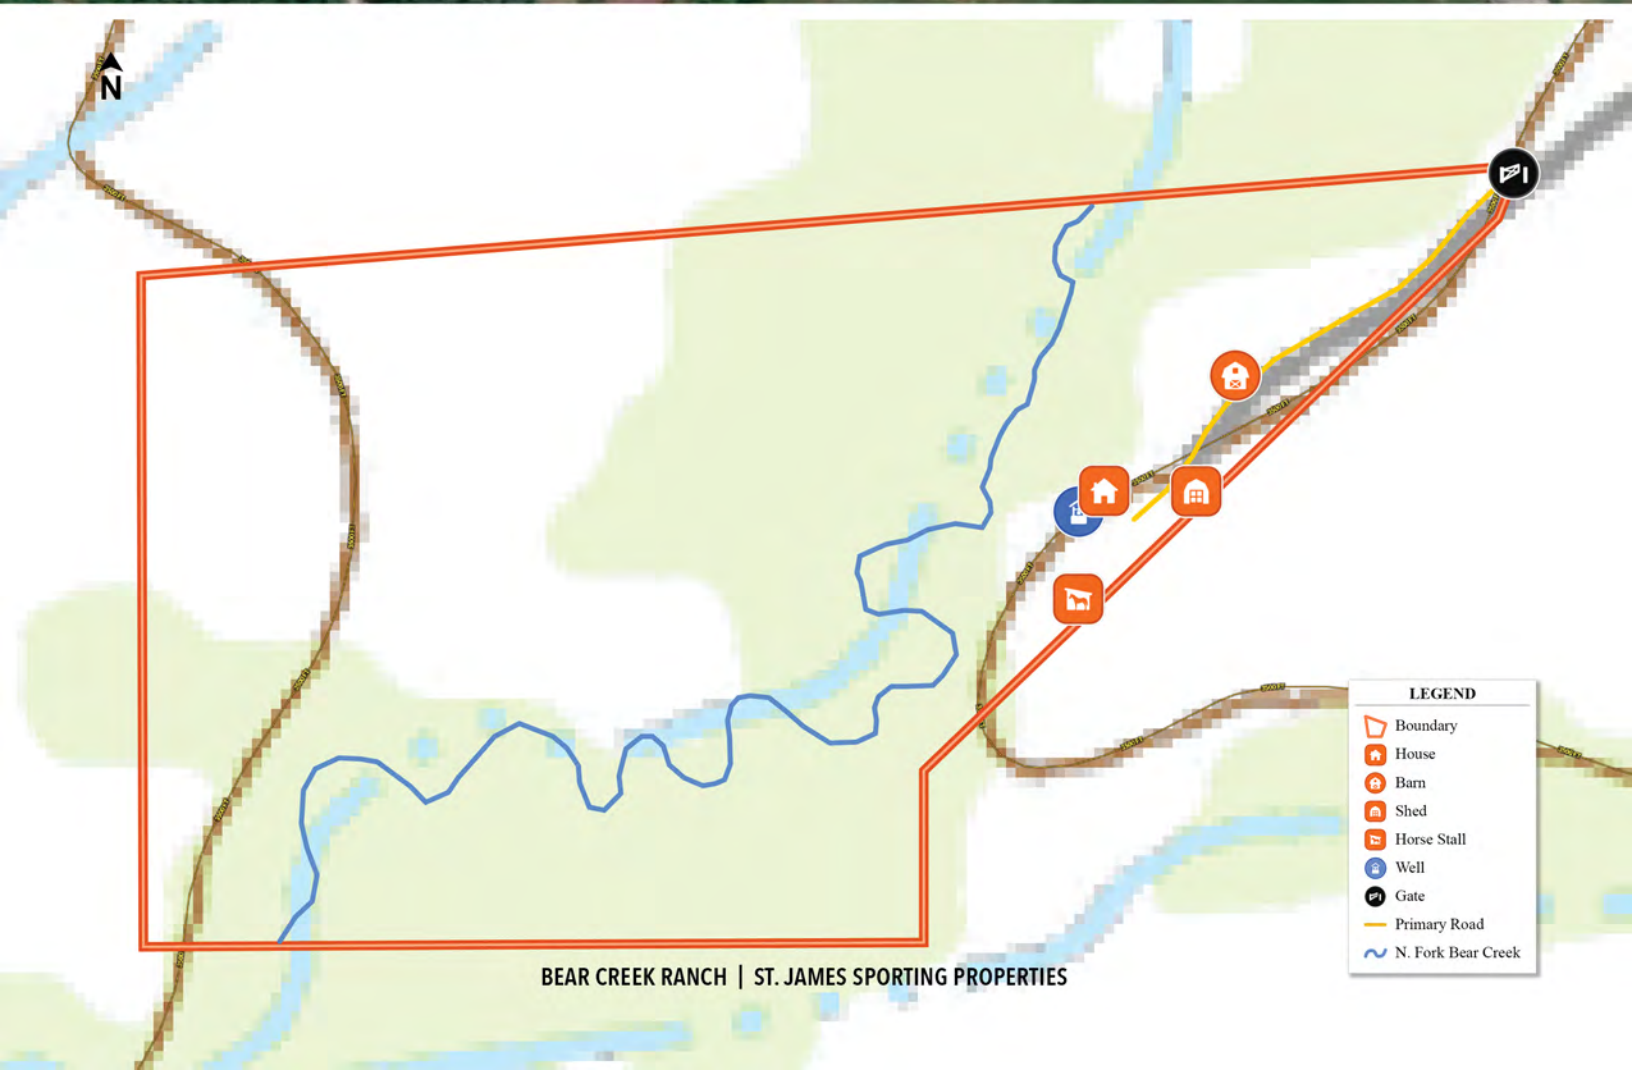 N
BEAR CREEK RANCH | ST. JAMES SPORTING PROPERTIES
LEGEND
Boundary
House
Barn
Shed
Horse Stall
Well
Gate
Primary Road
N. Fork Bear Creek